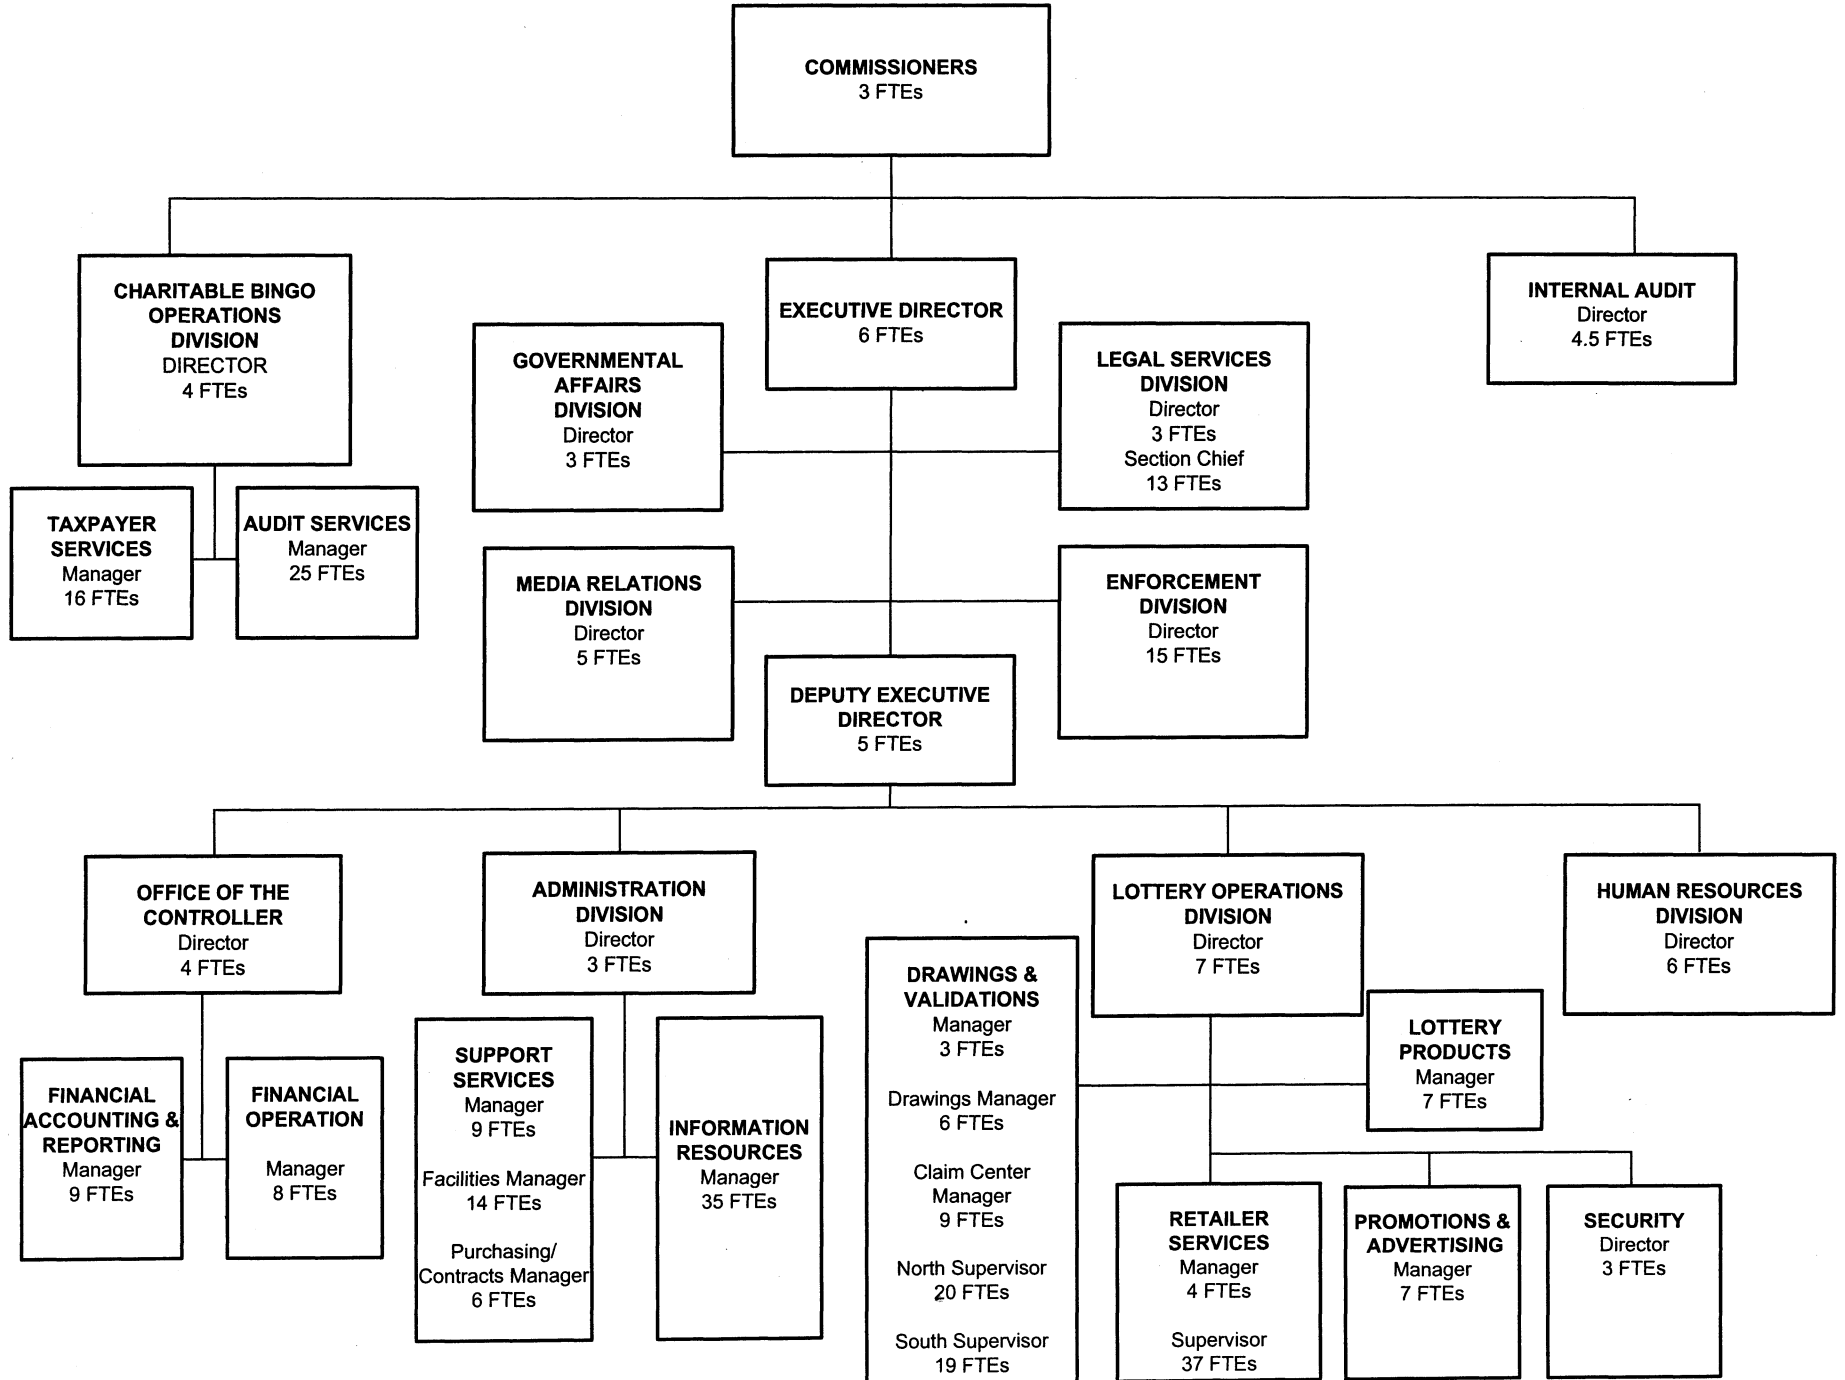 COMMISSIONERS
3 FTEs
CHARITABLE BINGO
OPERATIONS
DIVISION
DIRECTOR
4 FTEs
EXECUTIVE DIRECTOR
6 FTEs
INTERNAL AUDIT
Director
4.5 FTEs
GOVERNMENTAL
AFFAIRS
DIVISION
Director
3 FTEs
LEGAL SERVICES
DIVISION
Director
3 FTEs
Section Chief
13 FTEs
TAXPAYER
SERVICES
Manager
16 FTEs
AUDIT SERVICES
Manager
25 FTEs
MEDIA RELATIONS
DIVISION
Director
5 FTEs
ENFORCEMENT
DIVISION
Director
15 FTEs
DEPUTY EXECUTIVE
DIRECTOR
5 FTEs
OFFICE OF THE
CONTROLLER
Director
4 FTEs
ADMINISTRATION
DIVISION
Director
3 FTEs
LOTTERY OPERATIONS
DIVISION
Director
7 FTEs
HUMAN RESOURCES
DIVISION
Director
6 FTEs
FINANCIAL
ACCOUNTING &
REPORTING
Manager
9 FTEs
FINANCIAL
OPERATION
Manager
8 FTEs
SUPPORT
SERVICES
Manager
9 FTEs
Facilities Manager
14 FTEs
Purchasing/
Contracts Manager
6 FTEs
INFORMATION
RESOURCES
Manager
35 FTEs
DRAWINGS &
VALIDATIONS
Manager
3 FTEs
Drawings Manager
6 FTEs
Claim Center
Manager
9 FTEs
North Supervisor
20 FTEs
South Supervisor
19 FTEs
LOTTERY
PRODUCTS
Manager
7 FTEs
RETAILER
SERVICES
Manager
4 FTEs
Supervisor
37 FTEs
PROMOTIONS &
ADVERTISING
Manager
7 FTEs
SECURITY
Director
3 FTEs